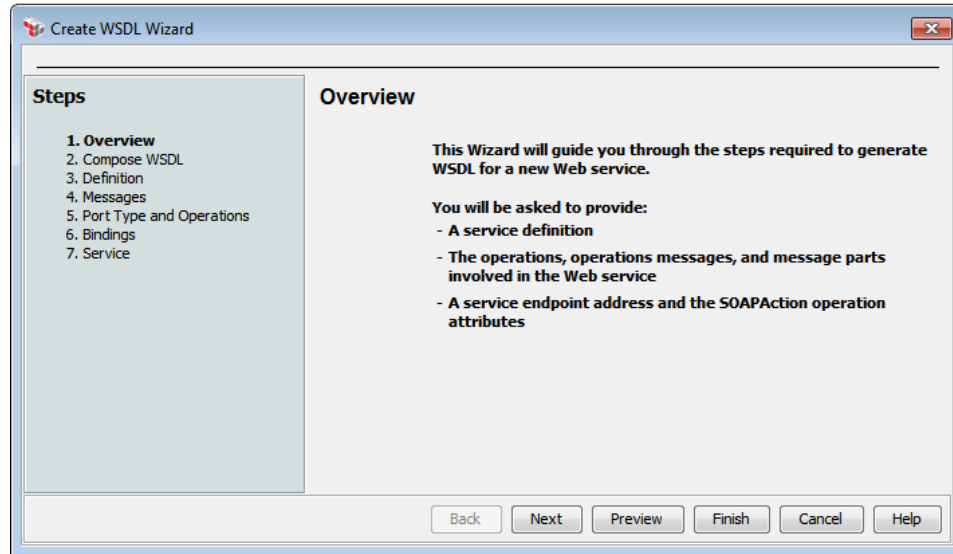 Create WSDL Wizard
Steps
1. Overview
2. Compose WSDL
3. Definition
4. Messages
5. Port Type and Operations
6. Bindings
7. Service
Overview
This Wizard will guide you through the steps required to generate
WSDL for a new Web service.
You will be asked to provide:
- A service definition
- The operations, operations messages, and message parts
involved in the Web service
- A service endpoint address and the SOAPAction operation
attributes
Back Next Preview Finish Cancel Help